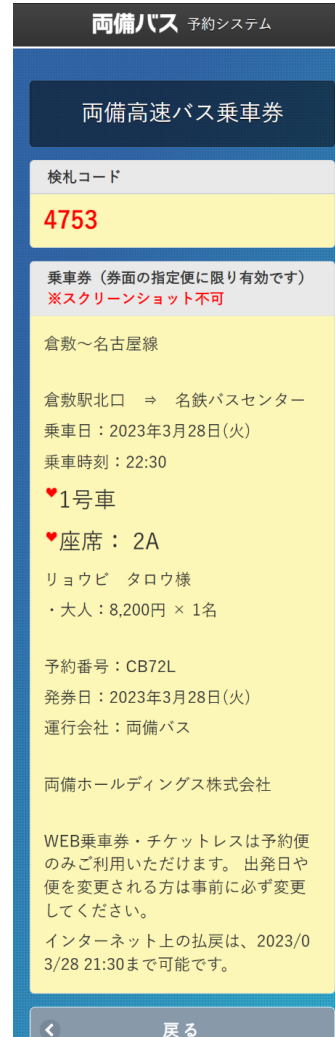 両備バス 予約システム
両備高速バス乗車券
検札コード
4753
乗車券（券面の指定便に限り有効です）
※スクリーンショット不可
倉敷～名古屋線
倉敷駅北口　⇒　名鉄バスセンター
乗車日：2023年3月28日(火)
乗車時刻：22:30
♥1号車
♥座席： 2A
リョウビ　タロウ様
・大人：8,200円 × 1名
予約番号：CB72L
発券日：2023年3月28日(火)
運行会社：両備バス
両備ホールディングス株式会社
WEB乗車券・チケットレスは予約便
のみご利用いただけます。 出発日や
便を変更される方は事前に必ず変更
してください。
インターネット上の払戻は、2023/0
3/28 21:30まで可能です。
戻る